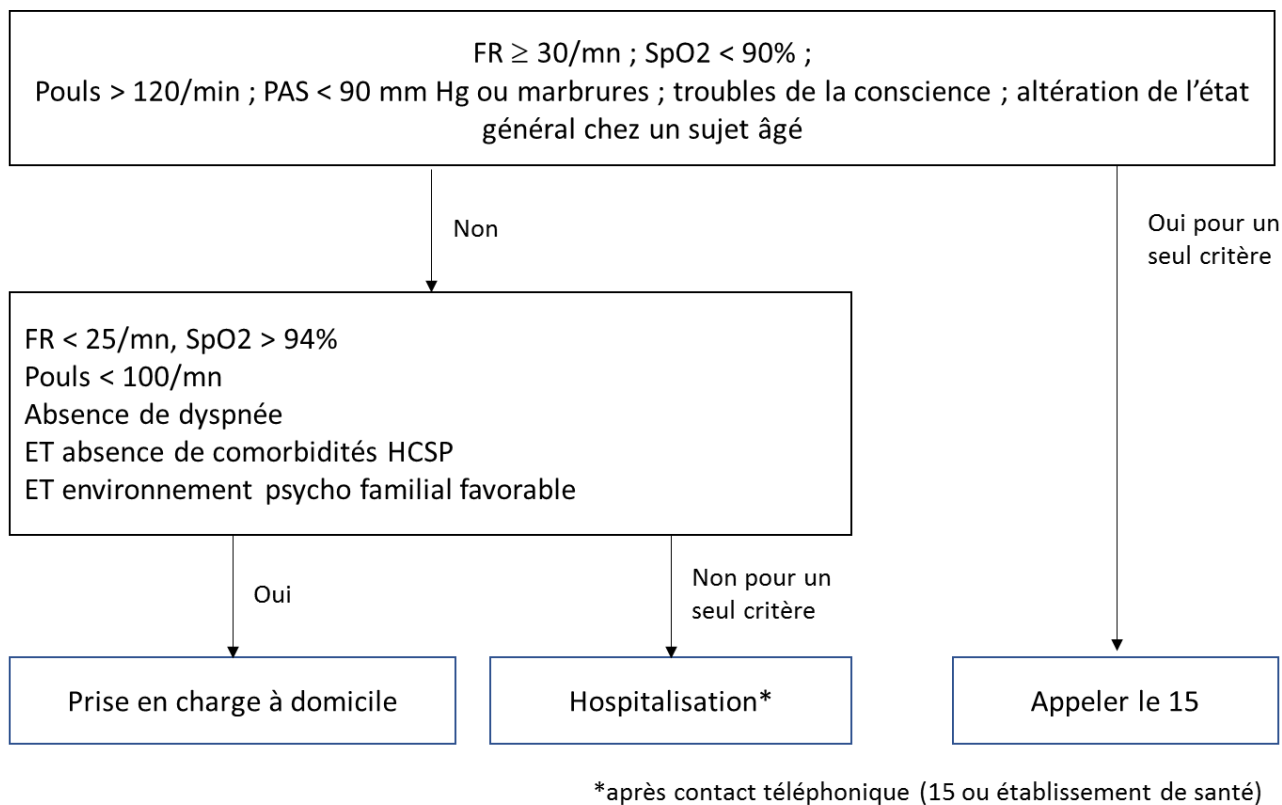 FR ≥ 30/mn ; SpO2 < 90% ;
Pouls > 120/min ; PAS < 90 mm Hg ou marbrures ; troubles de la conscience ; altération de l’état
général chez un sujet âgé
Non
Oui pour un
seul critère
FR < 25/mn, SpO2 > 94%
Pouls < 100/mn
Absence de dyspnée
ET absence de comorbidités HCSP
ET environnement psycho familial favorable
Oui
Non pour un
seul critère
Prise en charge à domicile
Hospitalisation*
Appeler le 15
*après contact téléphonique (15 ou établissement de santé)